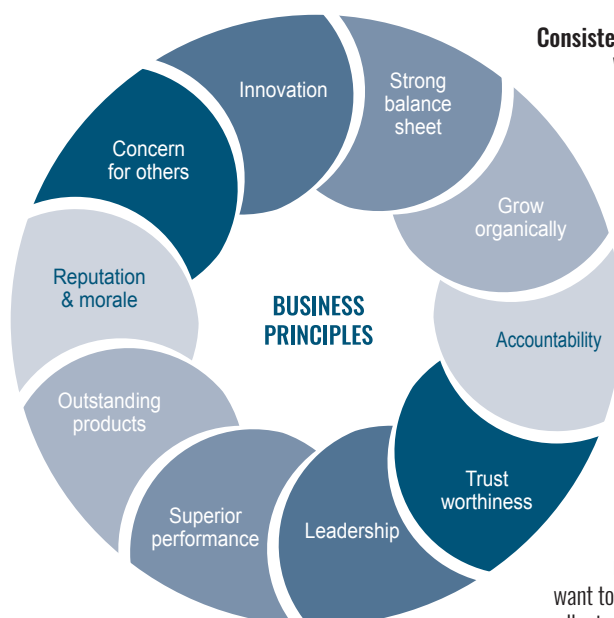 Innovation
Strong
balance
sheet
Grow
organically
Accountability
Trust
worthiness
Leadership
Superior
performance
Outstanding
products
Reputation
& morale
Concern
for others
BUSINESS
PRINCIPLES
want to